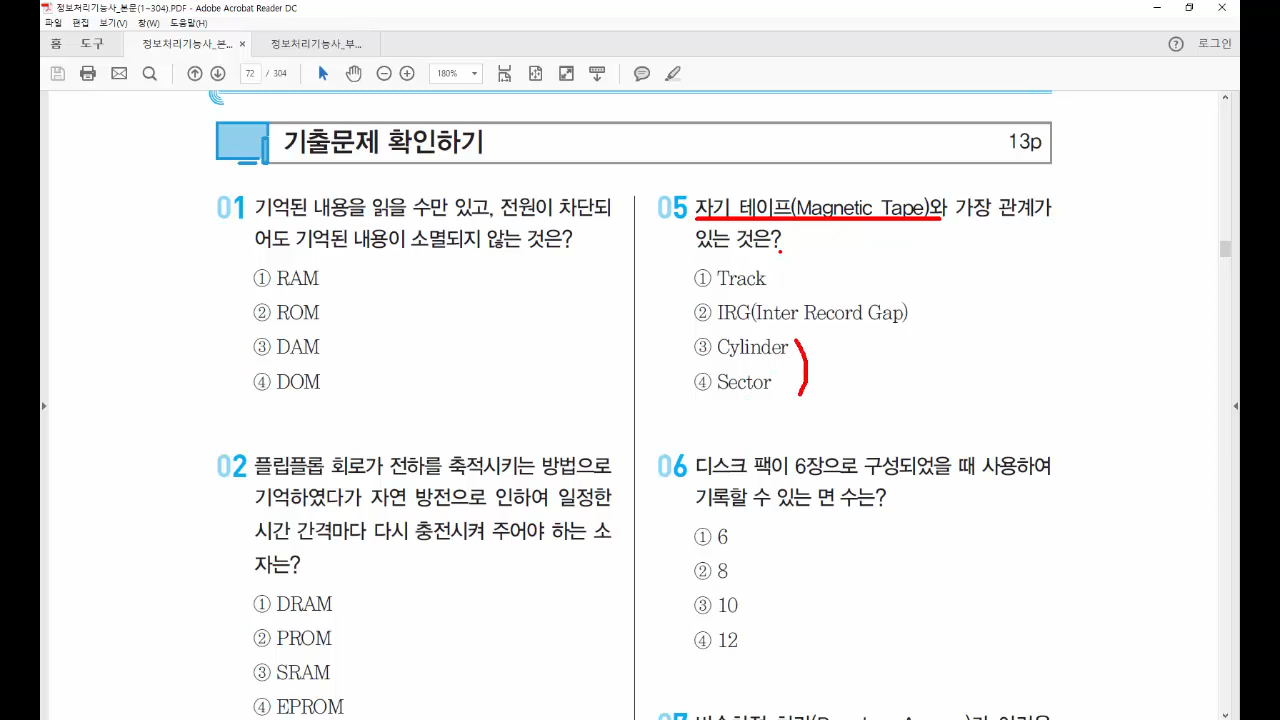 정보처리기능사_본문(1~304).PDF - Adobe Acrobat Reader DC
파일 편집 보기(V) 창(W) 도움말(H)
홈 도구 정보처리기능사_본... × 정보처리기능사_부... ? 로그인
72 / 304 180%
기출문제 확인하기 13p
01 기억된 내용을 읽을 수만 있고, 전원이 차단되
어도 기억된 내용이 소멸되지 않는 것은?
① RAM
② ROM
③ DAM
④ DOM
02 플립플롭 회로가 전하를 축적시키는 방법으로
기억하였다가 자연 방전으로 인하여 일정한
시간 간격마다 다시 충전시켜 주어야 하는 소
자는?
① DRAM
② PROM
③ SRAM
④ EPROM
05 자기 테이프(Magnetic Tape)와 가장 관계가
있는 것은?
① Track
② IRG(Inter Record Gap)
③ Cylinder
④ Sector
06 디스크 팩이 6장으로 구성되었을 때 사용하여
기록할 수 있는 면 수는?
① 6
② 8
③ 10
④ 12